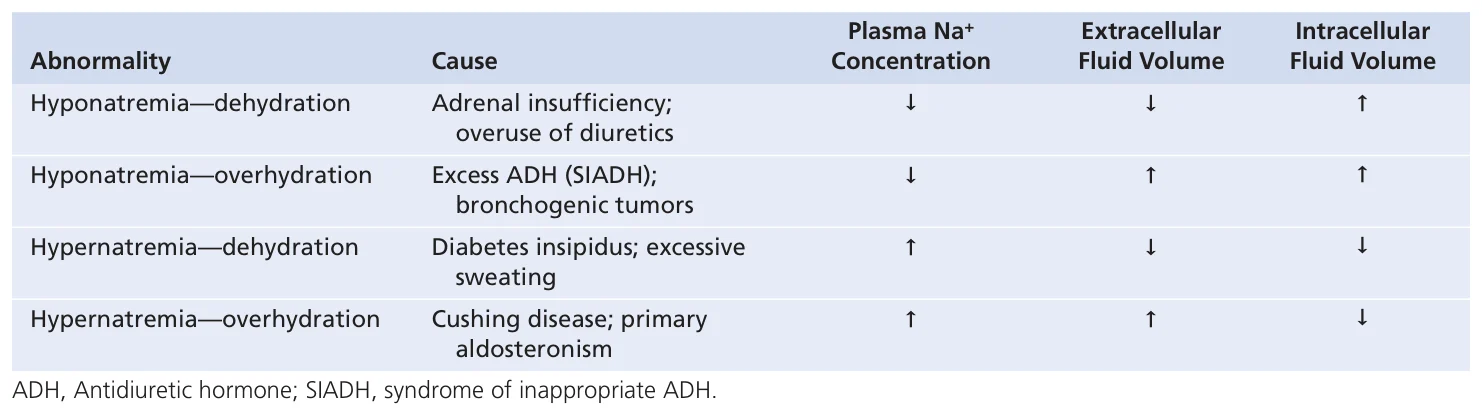 Abnormality Cause Plasma Na⁺ Concentration Extracellular Fluid Volume Intracellular Fluid Volume
Hyponatremia—dehydration Adrenal insufficiency; ↓ ↓ ↑
overuse of diuretics
Hyponatremia—overhydration Excess ADH (SIADH); ↓ ↑ ↑
bronchogenic tumors
Hypernatremia—dehydration Diabetes insipidus; excessive ↑ ↓ ↓
sweating
Hypernatremia—overhydration Cushing disease; primary ↑ ↑ ↓
aldosteronism
ADH, Antidiuretic hormone; SIADH, syndrome of inappropriate ADH.